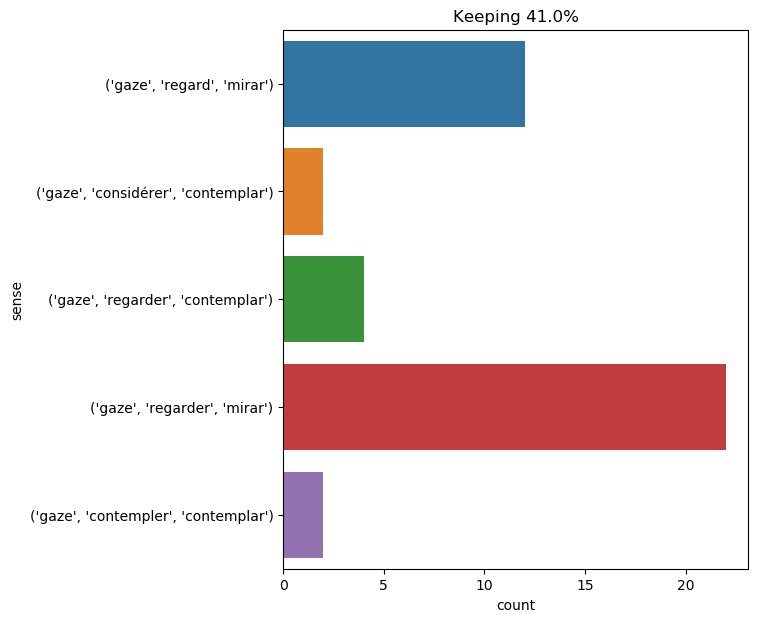 Keeping 41.0%
('gaze', 'regard', 'mirar')
('gaze', 'considérer', 'contemplar')
('gaze', 'regarder', 'contemplar')
('gaze', 'regarder', 'mirar')
('gaze', 'contempler', 'contemplar')
sense
0 5 10 15 20
count